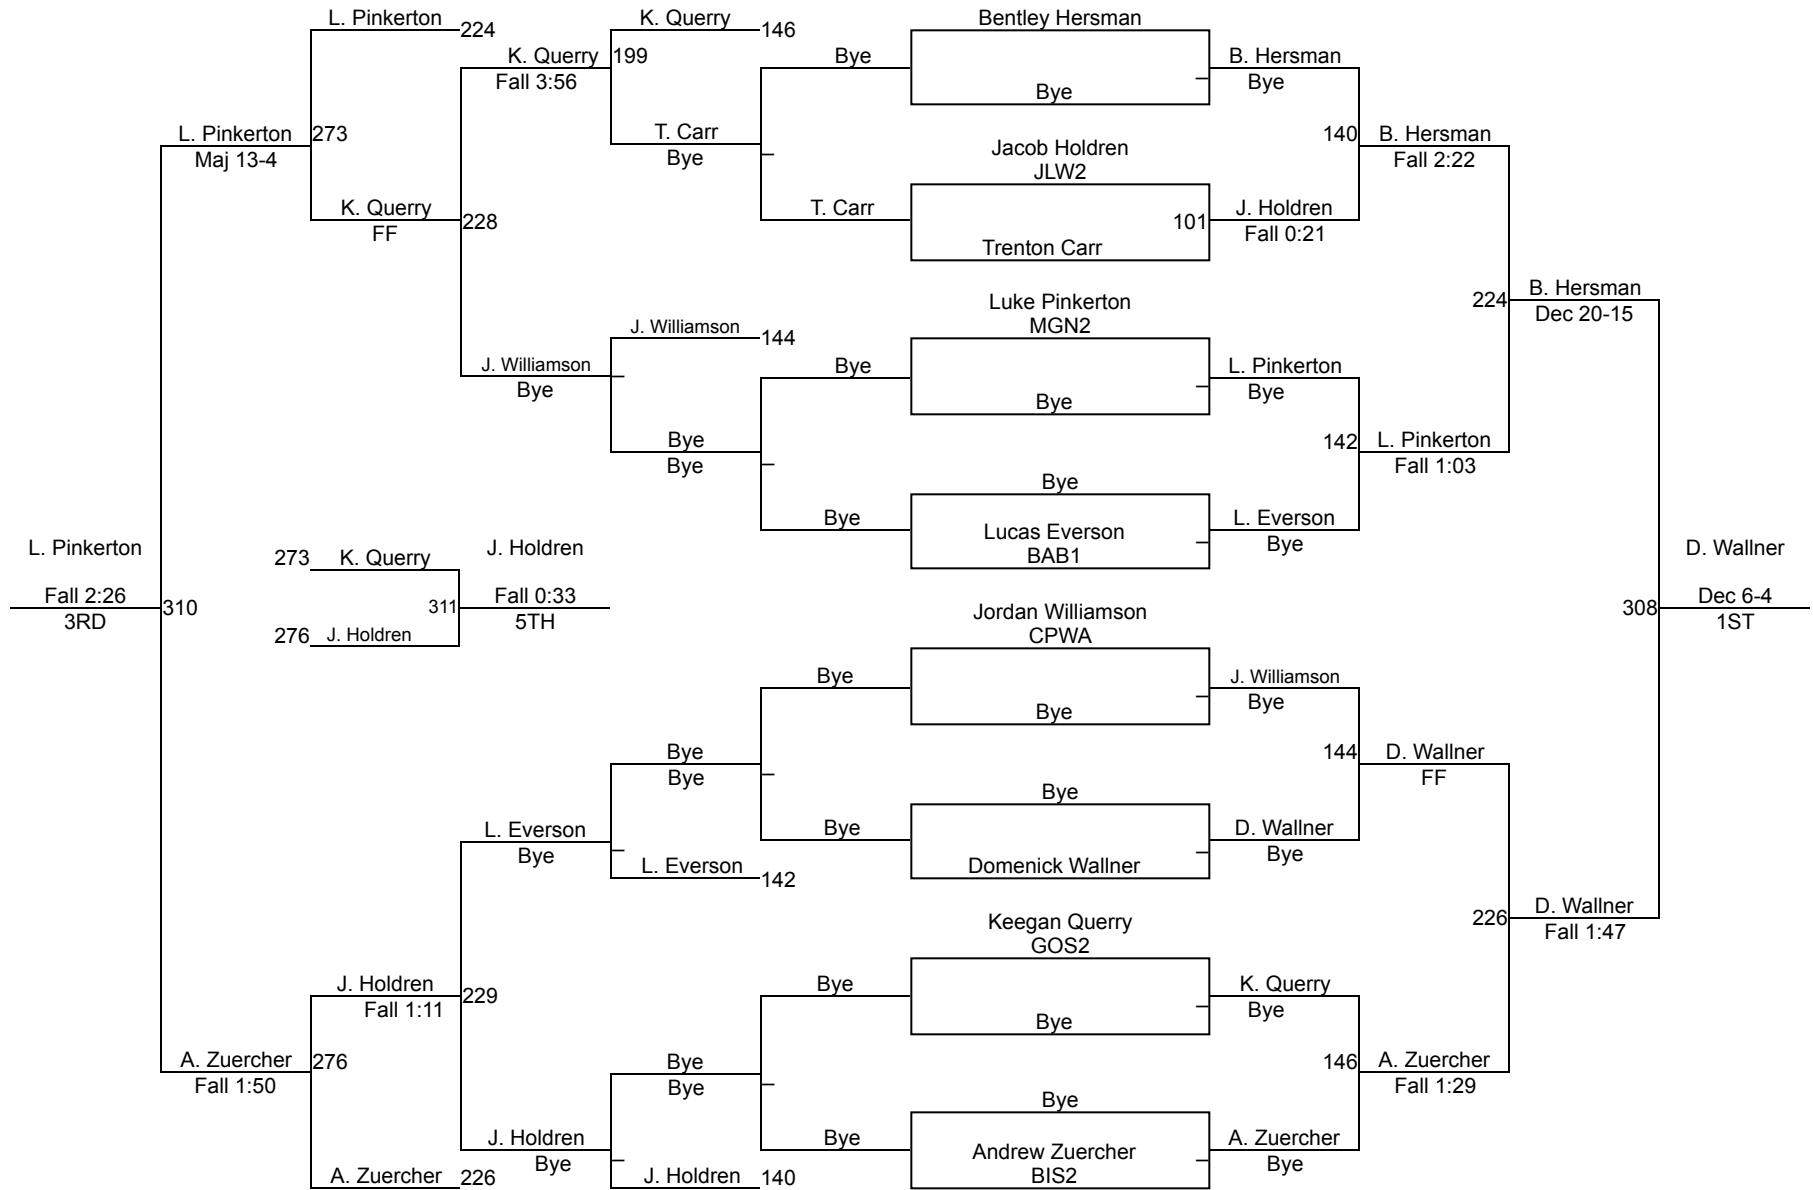 L. Pinkerton
224
K. Querry
146
Bentley Hersman
K. Querry
199
Fall 3:56
Bye
B. Hersman
Bye
Bye
L. Pinkerton
273
Maj 13-4
T. Carr
Bye
Jacob Holdren
JLW2
140
B. Hersman
Fall 2:22
K. Querry
FF
228
T. Carr
Trenton Carr
101
J. Holdren
Fall 0:21
Luke Pinkerton
MGN2
224
B. Hersman
Dec 20-15
J. Williamson
144
J. Williamson
Bye
Bye
Bye
L. Pinkerton
Bye
Bye
Bye
142
L. Pinkerton
Fall 1:03
Bye
Bye
Lucas Everson
BAB1
L. Everson
Bye
L. Pinkerton
Fall 2:26
3RD
310
273
K. Querry
276
J. Holdren
311
J. Holdren
Fall 0:33
5TH
D. Wallner
308
Dec 6-4
1ST
Jordan Williamson
CPWA
Bye
Bye
J. Williamson
Bye
Bye
Bye
144
D. Wallner
FF
Bye
L. Everson
Bye
Bye
Domenick Wallner
D. Wallner
Bye
L. Everson
142
Keegan Querry
GOS2
226
D. Wallner
Fall 1:47
J. Holdren
Fall 1:11
229
Bye
Bye
K. Querry
Bye
A. Zuercher
276
Fall 1:50
Bye
Bye
146
A. Zuercher
Fall 1:29
Bye
J. Holdren
Bye
Bye
Andrew Zuercher
BIS2
A. Zuercher
Bye
A. Zuercher
226
J. Holdren
140